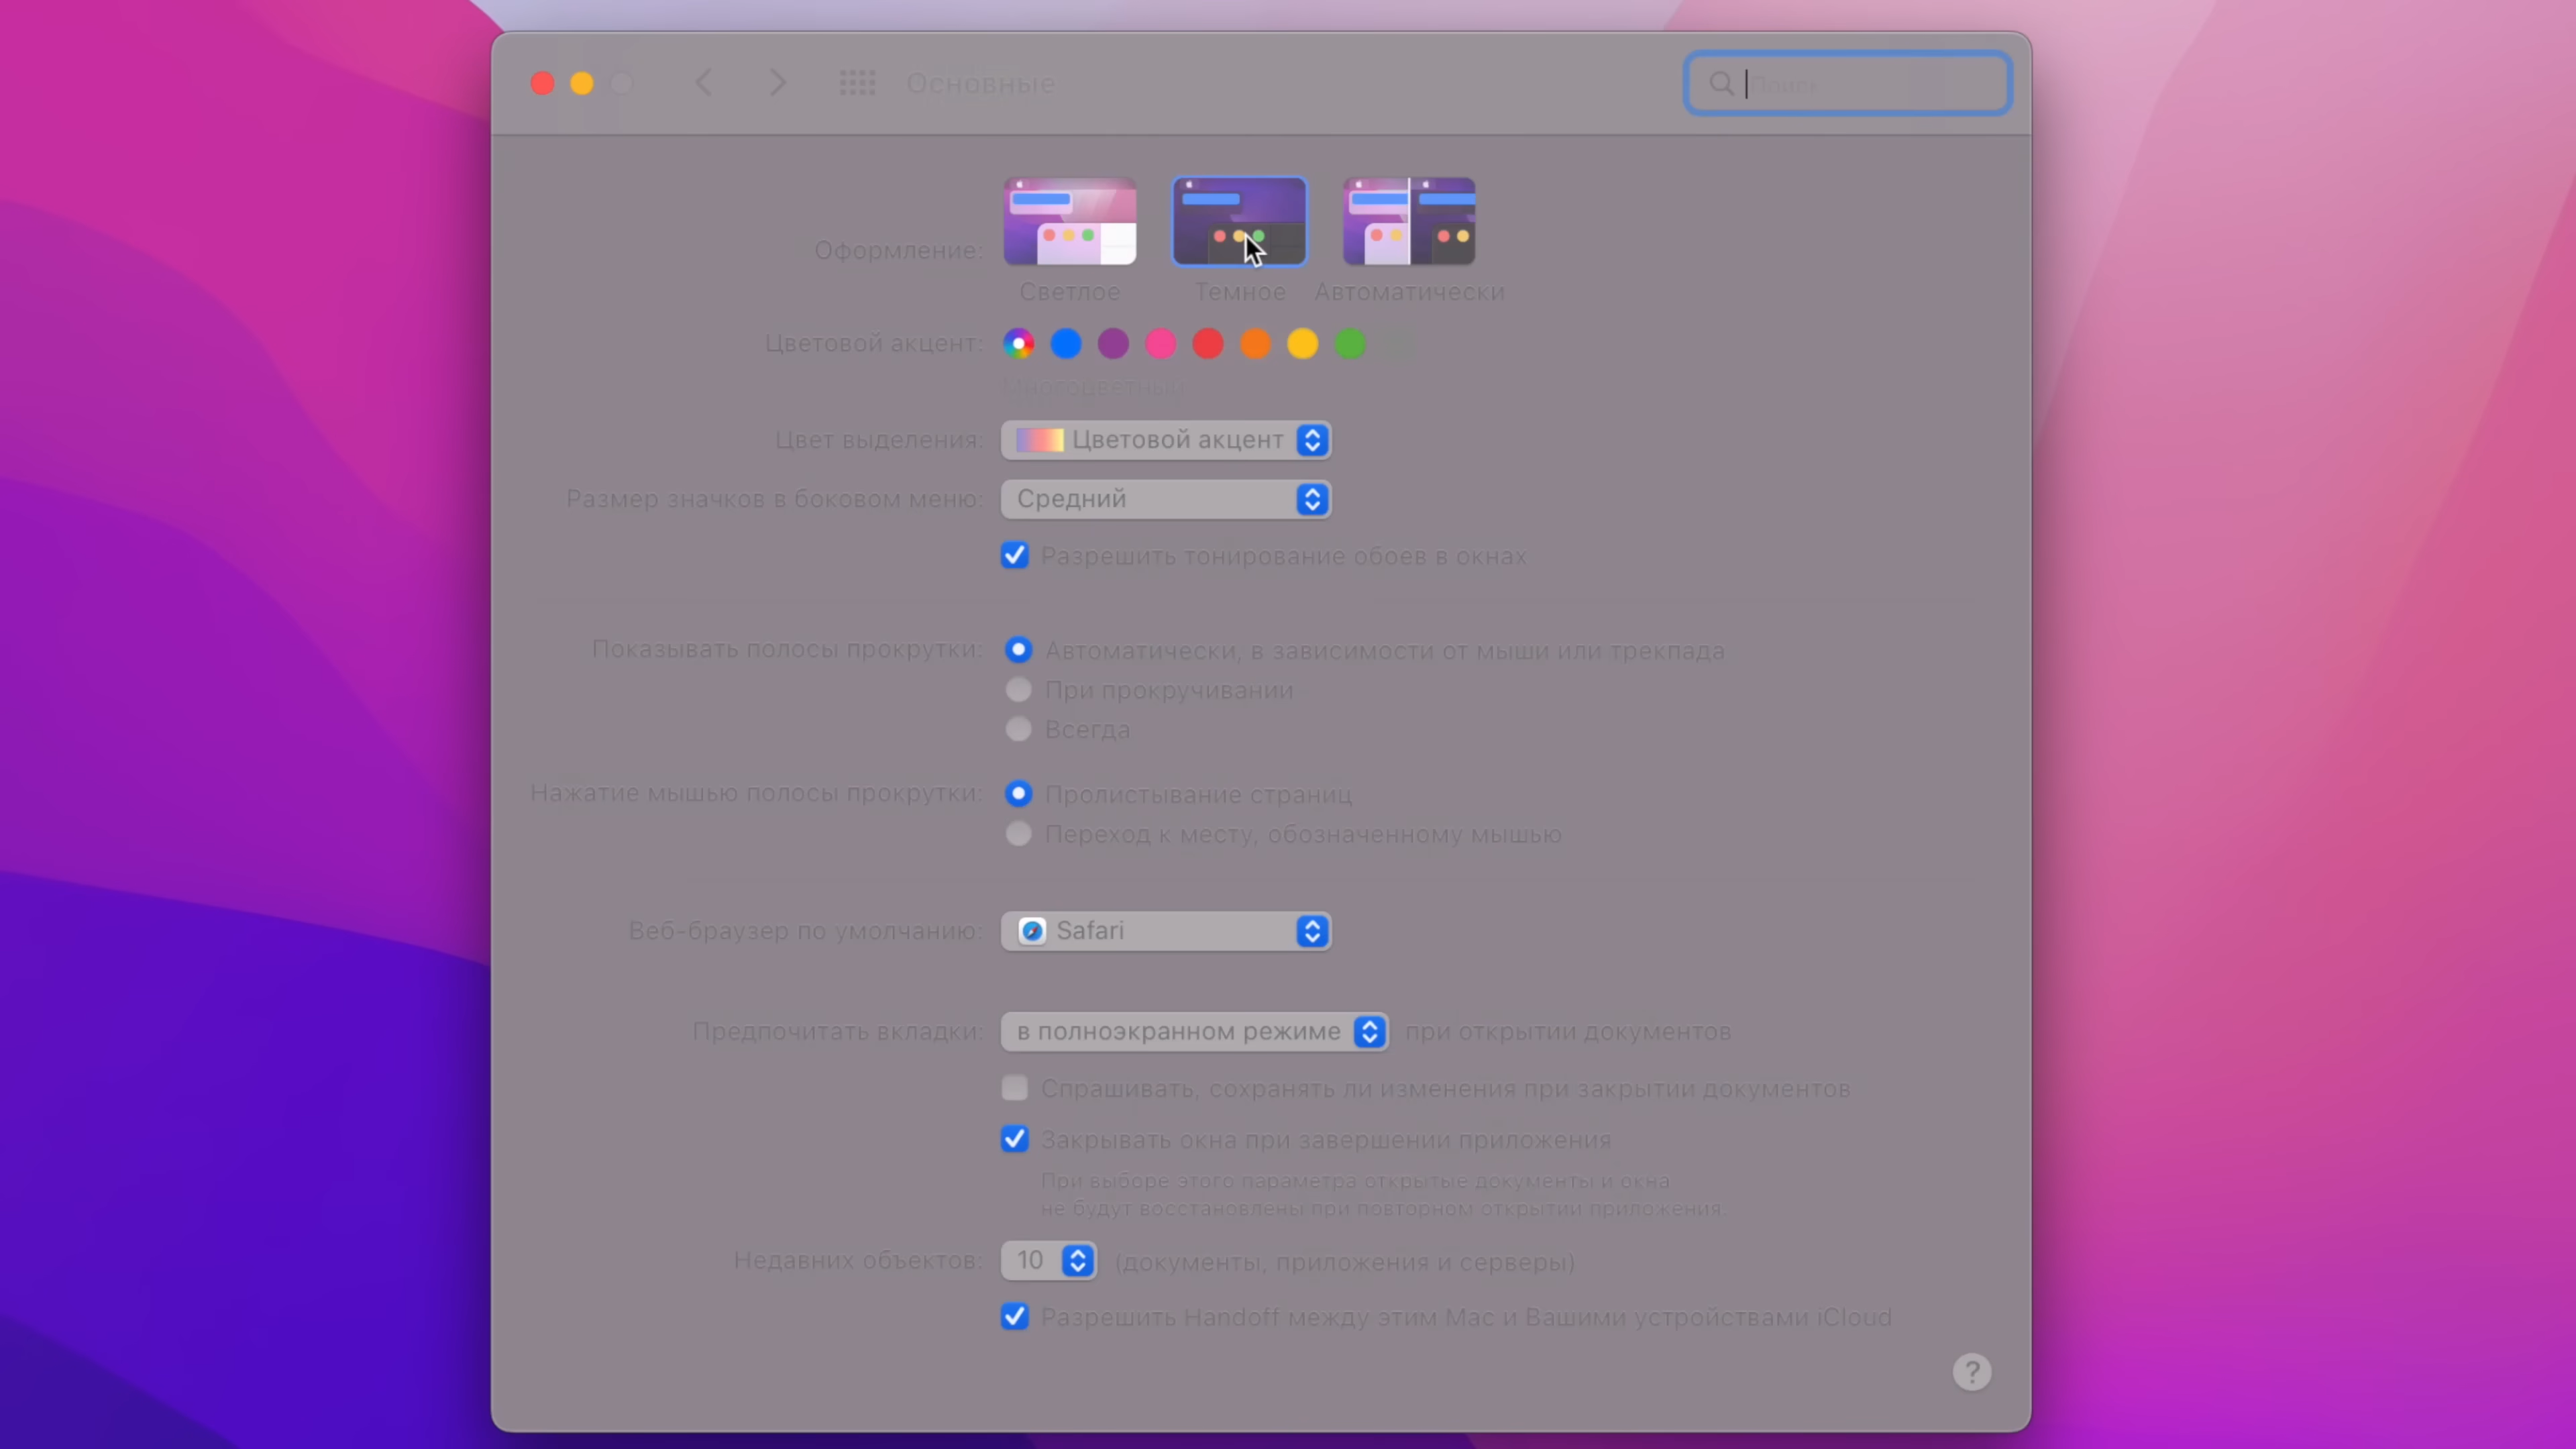 Основные
Поиск
Оформление:
Светлое
Темное
Автоматически
Цветовой акцент:
Многоцветный
Цвет выделения: Цветовой акцент
Размер значков в боковом меню: Средний
Разрешить тонирование обоев в окнах
Показывать полосы прокрутки: Автоматически, в зависимости от мыши или трекпада
При прокручивании
Всегда
Нажатие мышью полосы прокрутки: Пролистывание страниц
Переход к месту, обозначенному мышью
Веб-браузер по умолчанию: Safari
Предпочитать вкладки: в полноэкранном режиме при открытии документов
Спрашивать, сохранять ли изменения при закрытии документов
Закрывать окна при завершении приложения
При выборе этого параметра открытые документы и окна
не будут восстановлены при повторном открытии приложения.
Недавних объектов: 10 (документы, приложения и серверы)
Разрешить Handoff между этим Mac и Вашими устройствами iCloud
?